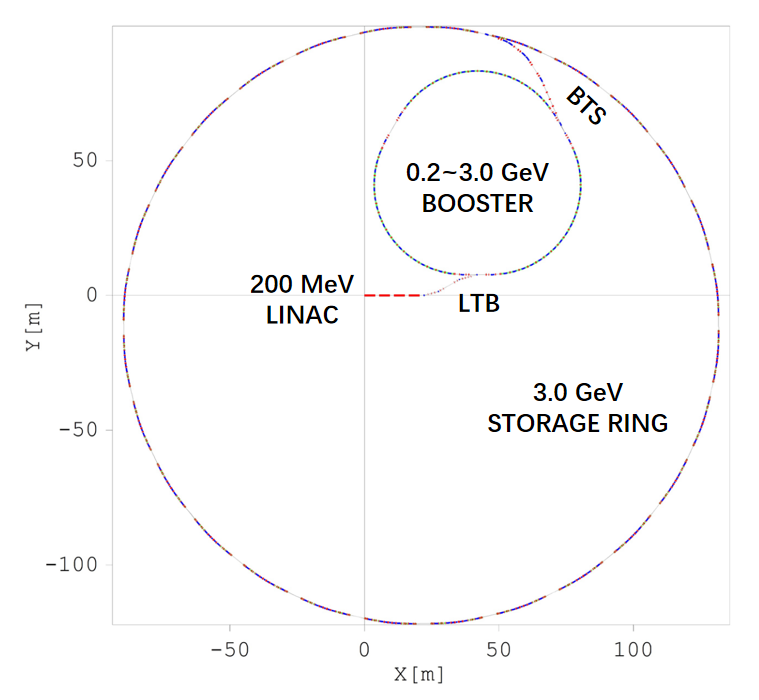 BTS
0.2~3.0 GeV
BOOSTER
200 MeV
LINAC
LTB
3.0 GeV
STORAGE RING
Y[m]
50
0
−50
−100
−50 0 50 100
X[m]